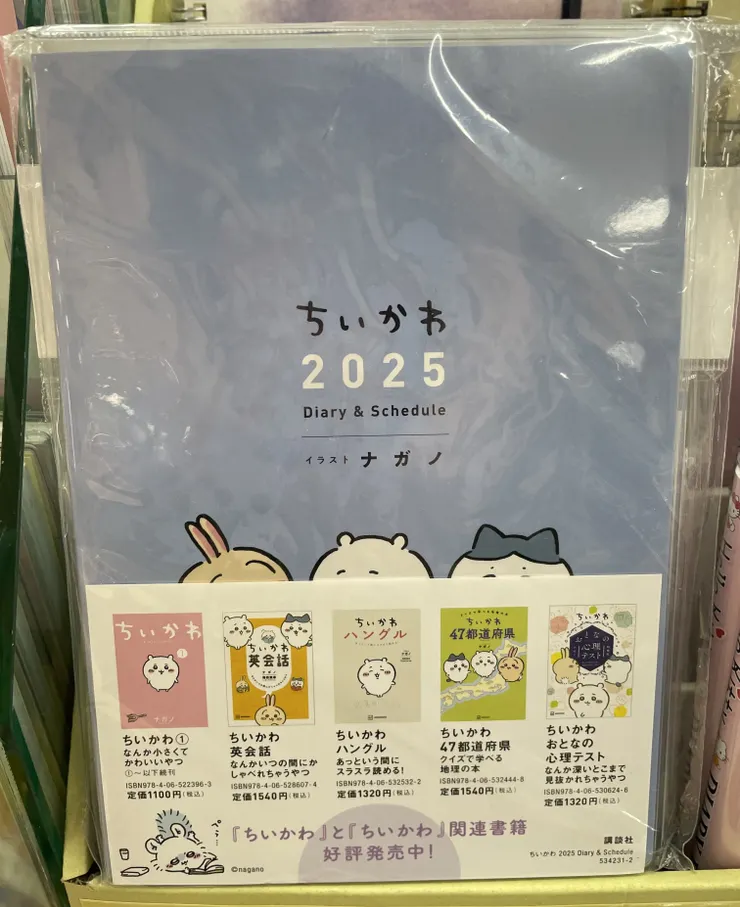 ちいかわ
2025
Diary & Schedule
イラスト ナガノ
ちいかわ
1
ナガノ
ちいかわ
英会話
ナガノ
ちいかわ
ハングル
ちいかわ
47都道府県
ナガノ
ちいかわ
おとなの
心理
テスト
ちいかわ①
なんか小さくて
かわいいやつ
①~以下続刊
ISBN978-4-06-522396-3
定価1100円(税込)
ちいかわ
英会話
なんかいつの間にか
しゃべれちゃうやつ
ISBN978-4-06-528607-4
定価1540円(税込)
ちいかわ
ハングル
あっという間に
スラスラ読める!
ISBN978-4-06-532532-2
定価1320円(税込)
ちいかわ
47都道府県
クイズで学べる
地理の本
ISBN978-4-06-532444-8
定価1540円(税込)
ちいかわ
おとなの
心理テスト
なんか深いとこまで
見抜かれちゃうやつ
ISBN978-4-06-530624-6
定価1320円(税込)
『ちいかわ』と『ちいかわ』関連書籍
好評発売中!
©nagano
講談社
ちいかわ 2025 Diary & Schedule
534231-2